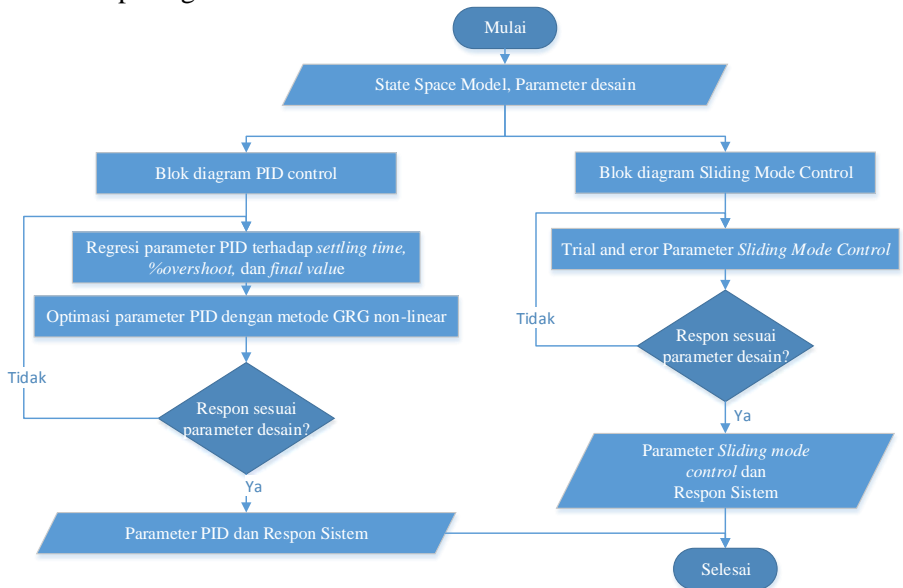 Mulai
State Space Model, Parameter desain
Blok diagram PID control
Blok diagram Sliding Mode Control
Regresi parameter PID terhadap settling time,
%overshoot, dan final value
Trial and eror Parameter Sliding Mode Control
Optimasi parameter PID dengan metode GRG non-linear
Tidak
Respon sesuai
parameter desain?
Tidak
Respon sesuai
parameter desain?
Ya
Ya
Parameter Sliding mode
control dan
Respon Sistem
Parameter PID dan Respon Sistem
Selesai